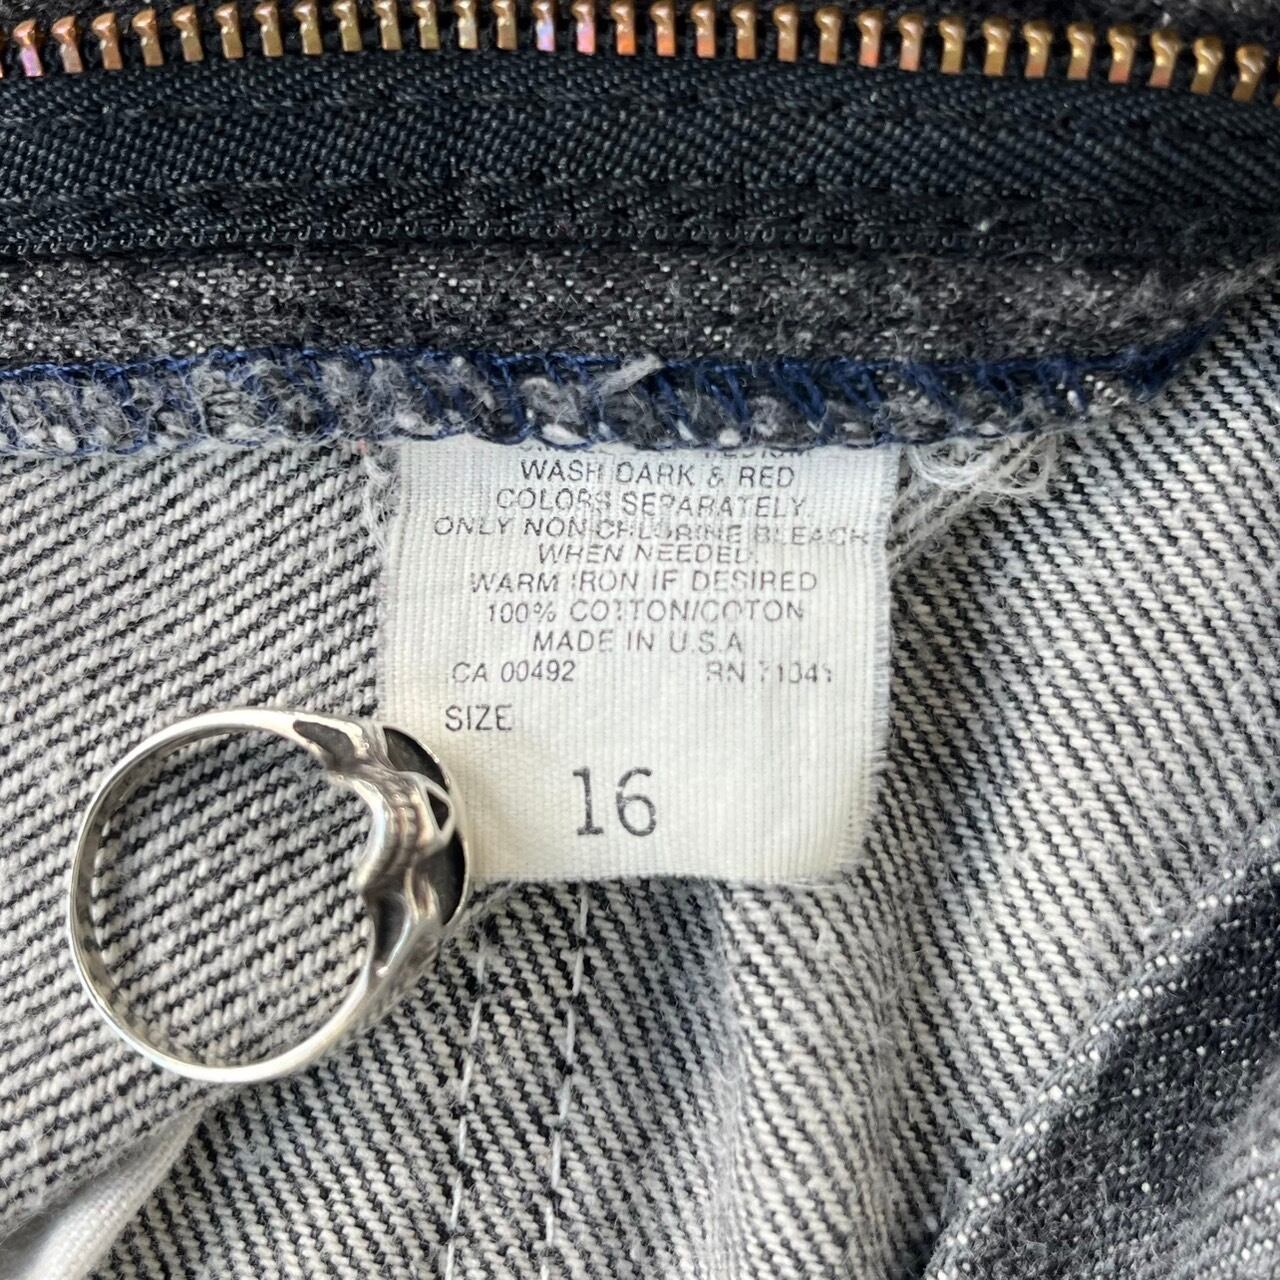 WASH DARK & RED
COLORS SEPARATELY.
ONLY NON-CHLORINE BLEACH
WHEN NEEDED.
WARM IRON IF DESIRED
100% COTTON/COTON
MADE IN U.S.A
CA 00492 RN
SIZE
16